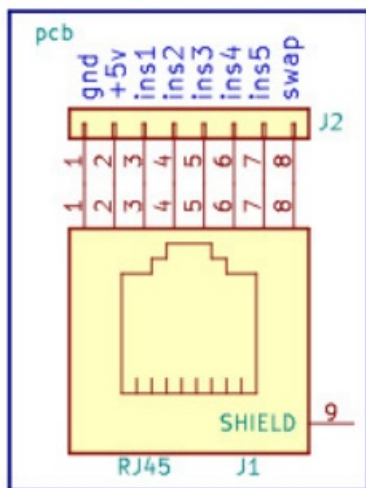 pcb
gnd +5v ins1 ins2 ins3 ins4 ins5 swap
J2
1 2 3 4 5 6 7 8
1 2 3 4 5 6 7 8
SHIELD 9
RJ45 J1